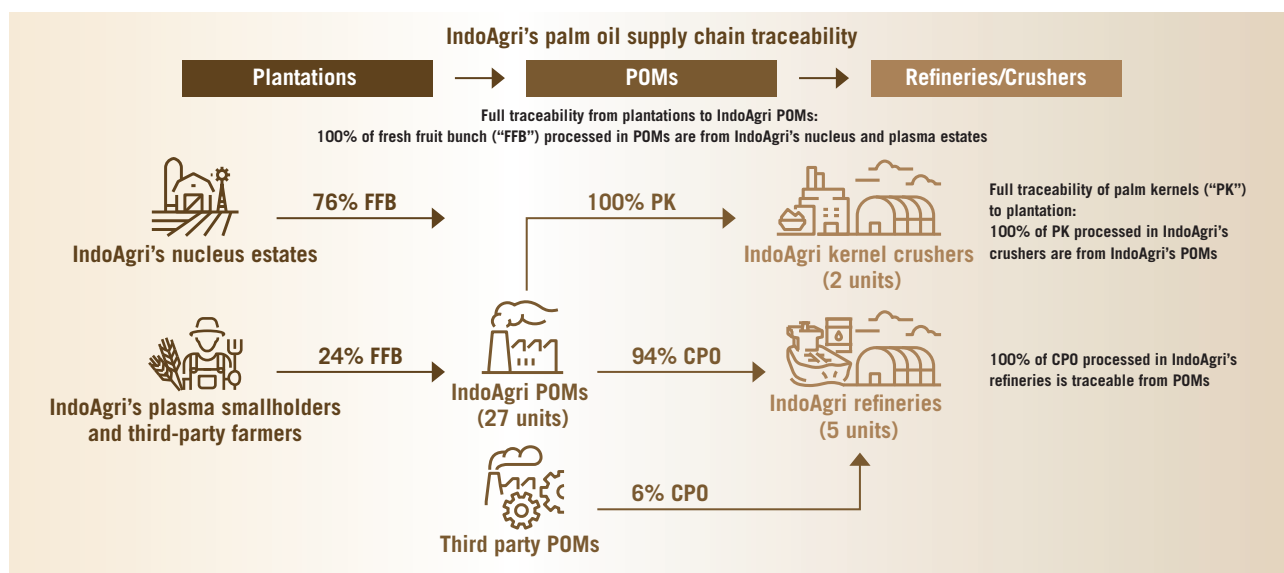 IndoAgri's palm oil supply chain traceability
Plantations
POMs
Refineries/Crushers
Full traceability from plantations to IndoAgri POMs:
100% of fresh fruit bunch ("FFB") processed in POMs are from IndoAgri's nucleus and plasma estates
76% FFB
IndoAgri's nucleus estates
100% PK
IndoAgri kernel crushers
(2 units)
Full traceability of palm kernels ("PK")
to plantation:
100% of PK processed in IndoAgri's
crushers are from IndoAgri's POMs
24% FFB
IndoAgri's plasma smallholders
and third-party farmers
IndoAgri POMs
(27 units)
94% CPO
IndoAgri refineries
(5 units)
100% of CPO processed in IndoAgri's
refineries is traceable from POMs
6% CPO
Third party POMs